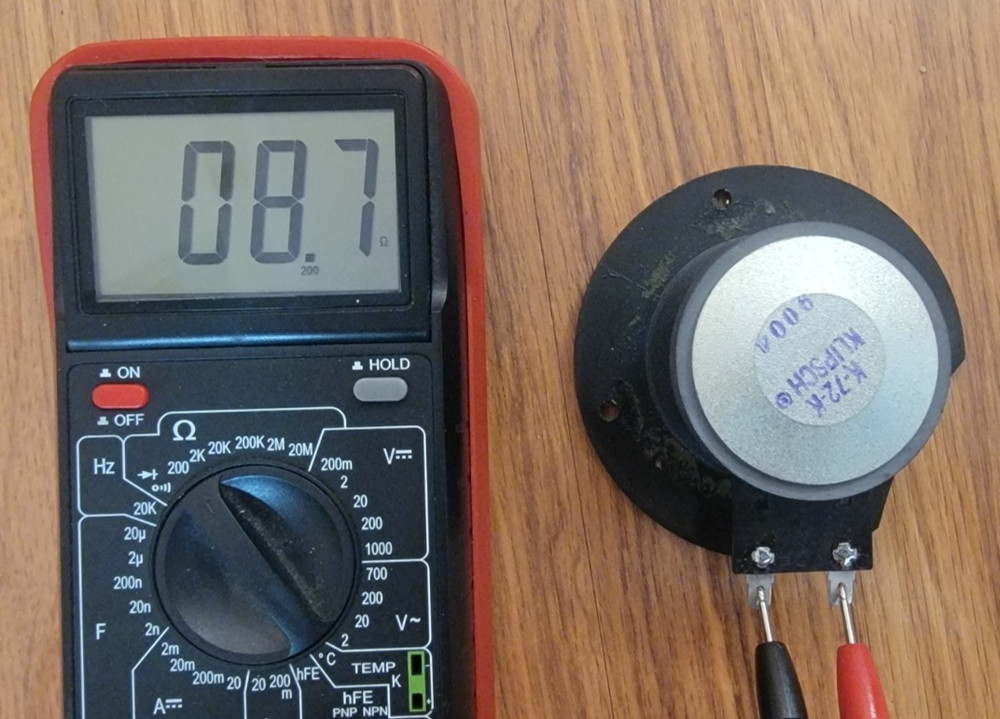 08.7
Ω
200
ON
OFF
HOLD
Ω
Hz
200
2K
20K
200K
2M
20M
V
200m
2
20
200
1000
700
200
20
2
V~
20K
20µ
2µ
200n
20n
2n
F
2m
20m
200m
20
A
20
200
m
hFE
°C
TEMP
K
hFE
PNP NPN
K-72-K
KLIPSCH®